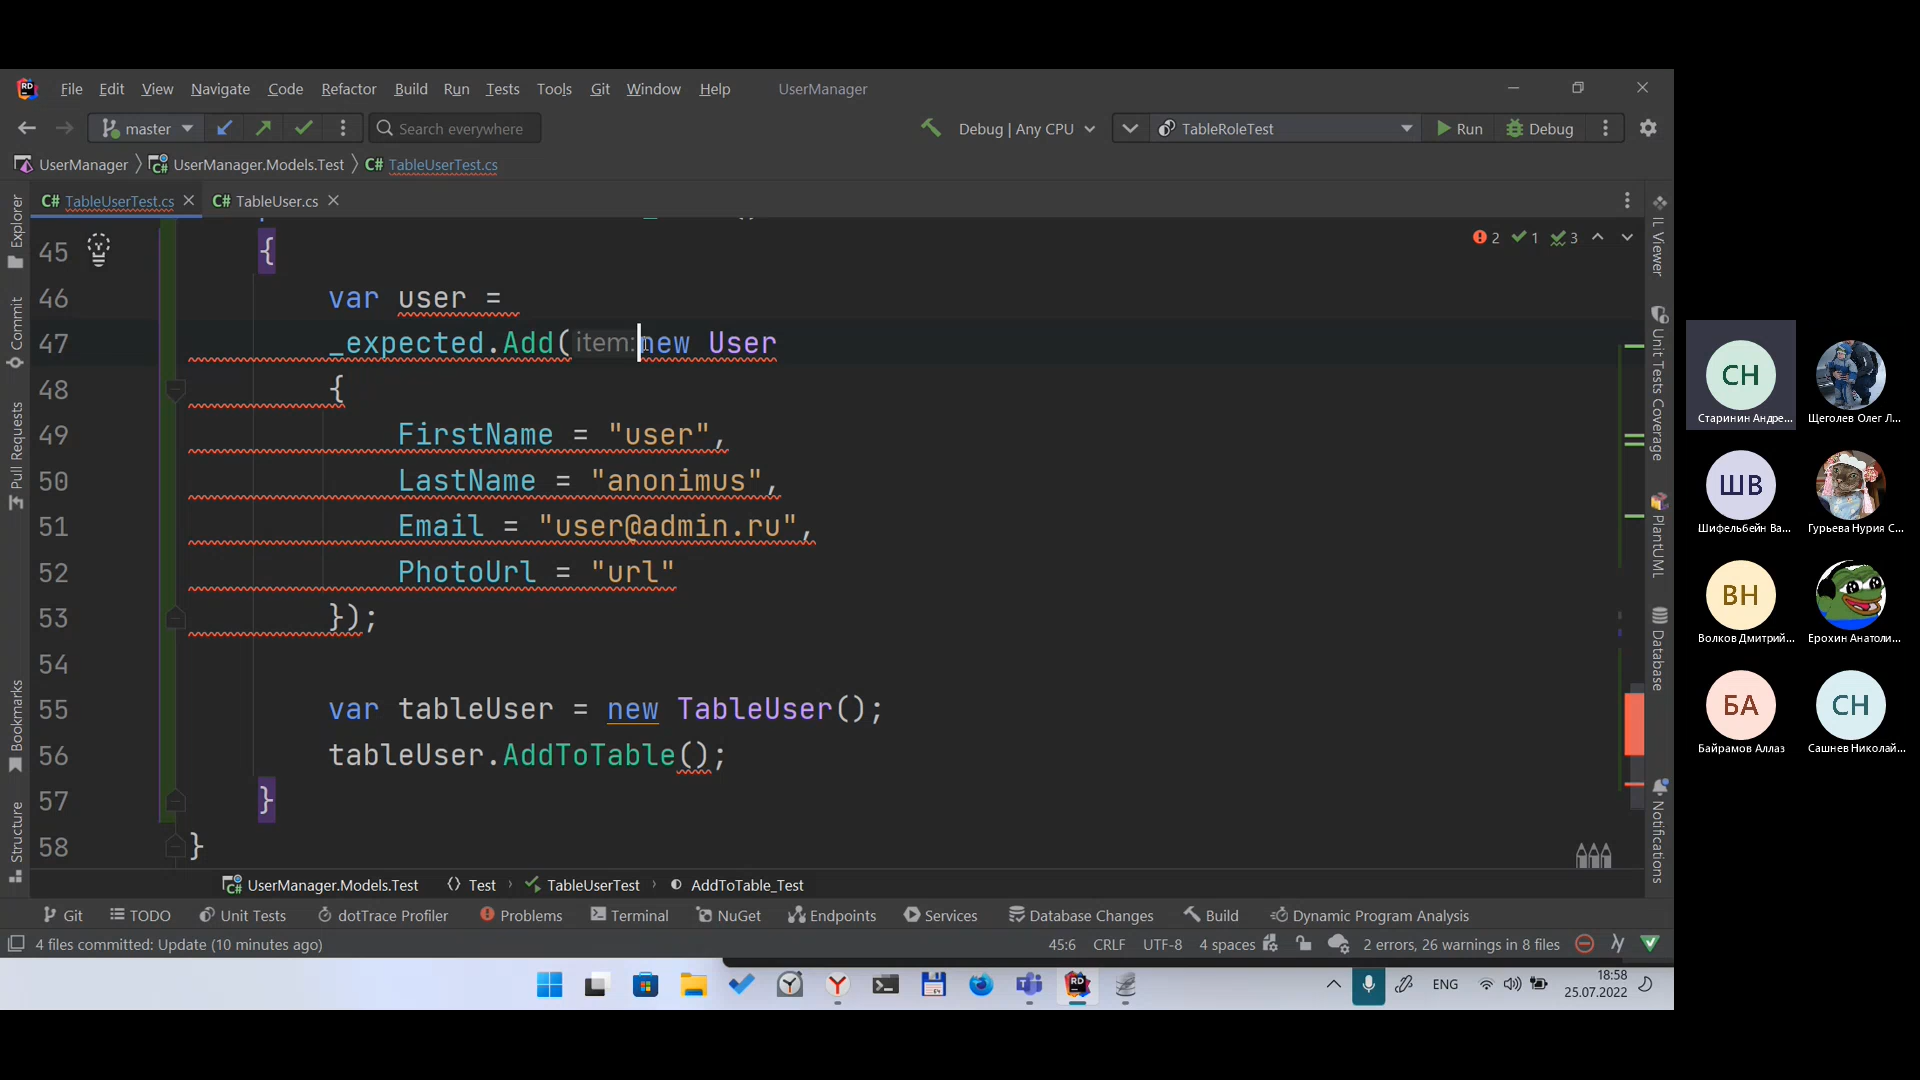 File Edit View Navigate Code Refactor Build Run Tests Tools Git Window Help UserManager
master Search everywhere Debug | Any CPU TableRoleTest Run Debug
UserManager UserManager.Models.Test C# TableUserTest.cs
C# TableUserTest.cs C# TableUser.cs
Explorer
Commit
Pull Requests
Bookmarks
Structure
2 1 3
45 {
46 var user =
47 _expected.Add(item:new User
48 {
49 FirstName = "user",
50 LastName = "anonimus",
51 Email = "user@admin.ru",
52 PhotoUrl = "url"
53 });
54
55 var tableUser = new TableUser();
56 tableUser.AddToTable();
57 }
58 }
IL Viewer
Unit Tests Coverage
PlantUML
Database
Notifications
UserManager.Models.Test Test TableUserTest AddToTable_Test
Git TODO Unit Tests dotTrace Profiler Problems Terminal NuGet Endpoints Services Database Changes Build Dynamic Program Analysis
4 files committed: Update (10 minutes ago) 45:6 CRLF UTF-8 4 spaces 2 errors, 26 warnings in 8 files
ENG 18:58
25.07.2022
СН
Старинин Андре... Щеголев Олег Л...
ШВ
Шифельбейн Ва... Гурьева Нурия С...
ВН
Волков Дмитрий... Ерохин Анатоли...
БА СН
Байрамов Аллаз Сашнев Николай...